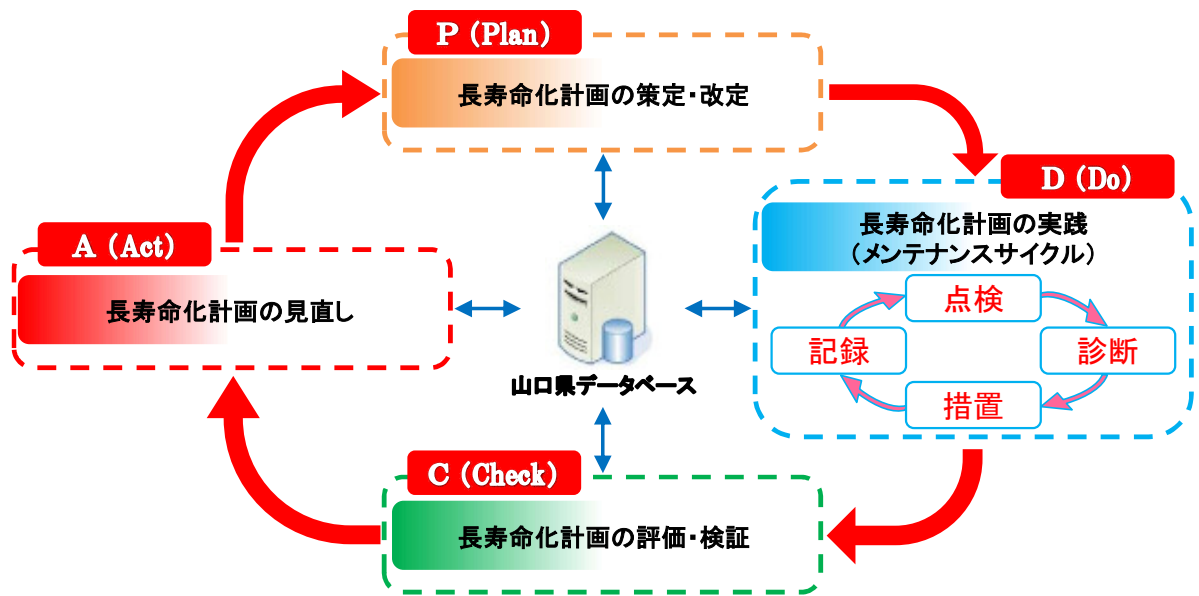 P (Plan)
長寿命化計画の策定・改定
D (Do)
長寿命化計画の実践
(メンテナンスサイクル)
点検
診断
措置
記録
C (Check)
長寿命化計画の評価・検証
A (Act)
長寿命化計画の見直し
山口県データベース